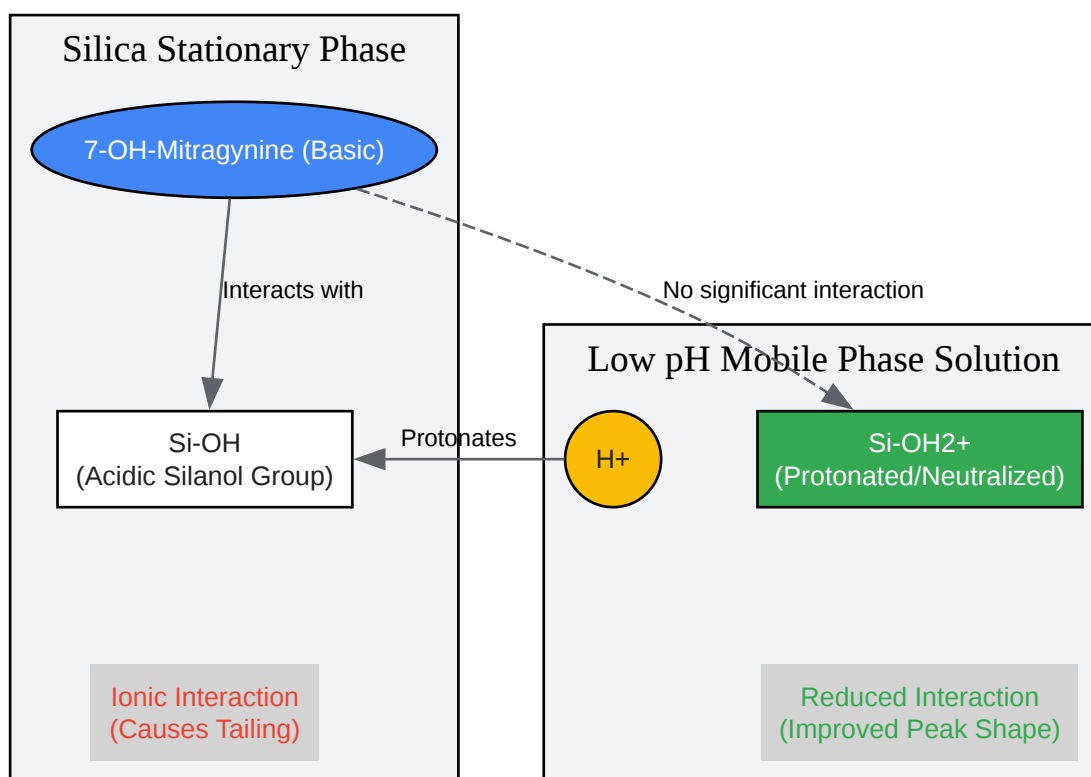 Silica Stationary Phase
7-OH-Mitragynine (Basic)
Interacts with
No significant interaction
Low pH Mobile Phase Solution
Si-OH
(Acidic Silanol Group)
Protonates
H+
Si-OH2+
(Protonated/Neutralized)
Ionic Interaction
(Causes Tailing)
Reduced Interaction
(Improved Peak Shape)